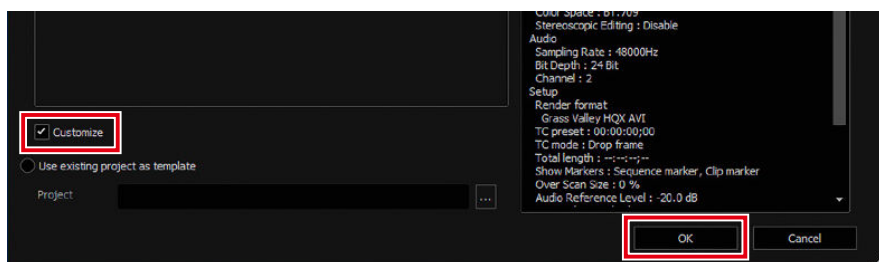 Color Space : BT.709
Stereoscopic Editing : Disable
Audio
Sampling Rate : 48000Hz
Bit Depth : 24 Bit
Channel : 2
Setup
Render format
Grass Valley HQX AVI
TC preset : 00:00:00;00
TC mode : Drop frame
Total length : --:--:--;--
Show Markers : Sequence marker, Clip marker
Over Scan Size : 0 %
Audio Reference Level : -20.0 dB
Customize
Use existing project as template
Project
...
OK
Cancel